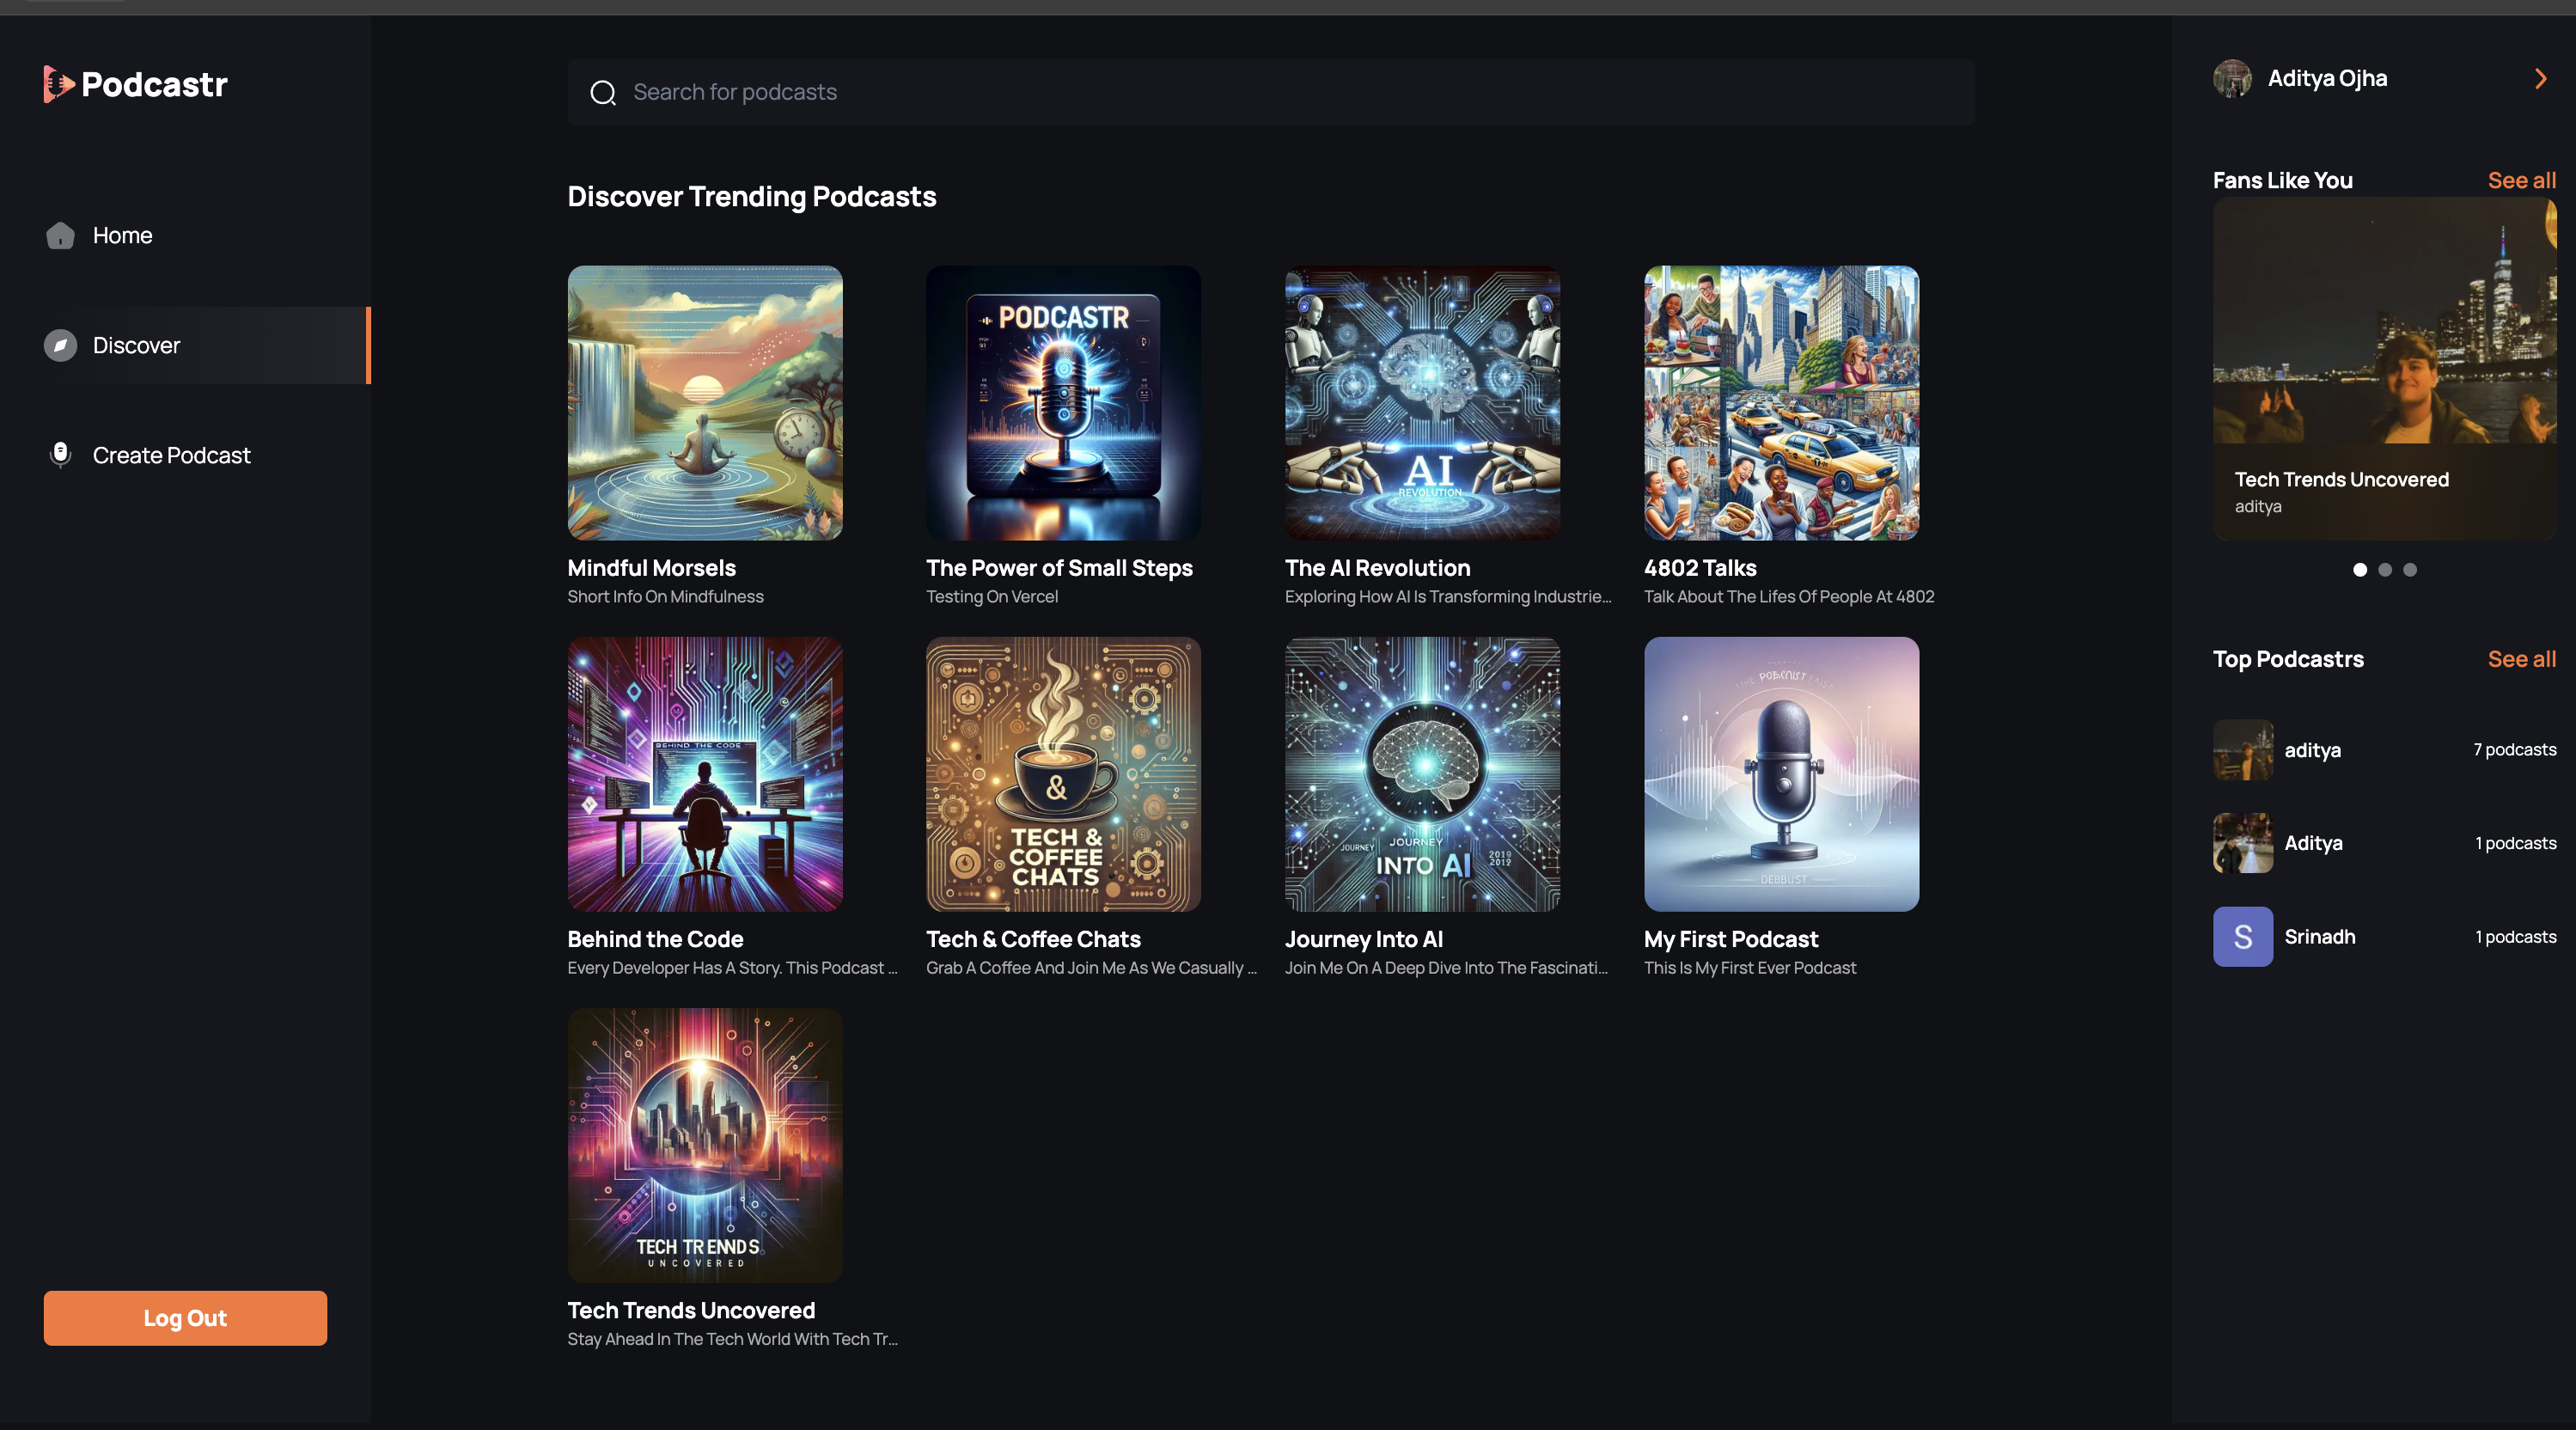 Podcastr
Home
Discover
Create Podcast
Log Out
Search for podcasts
Discover Trending Podcasts
Mindful Morsels
Short Info On Mindfulness
PODCASTR
The Power of Small Steps
Testing On Vercel
AI
REVOLUTION
The AI Revolution
Exploring How AI Is Transforming Industrie...
4802 Talks
Talk About The Lifes Of People At 4802
BEHIND THE CODE
Behind the Code
Every Developer Has A Story. This Podcast ...
&
TECH &
COFFEE
CHATS
Tech & Coffee Chats
Grab A Coffee And Join Me As We Casually ...
JOURNEY
JOURNEY
INTO AI
2019
2019
Journey Into AI
Join Me On A Deep Dive Into The Fascinati...
DEBBUST
My First Podcast
This Is My First Ever Podcast
TECH TRENNDS
UNCOVERED
Tech Trends Uncovered
Stay Ahead In The Tech World With Tech Tr...
Aditya Ojha
Fans Like You
See all
Tech Trends Uncovered
aditya
Top Podcastrs
See all
aditya
7 podcasts
Aditya
1 podcasts
S
Srinadh
1 podcasts